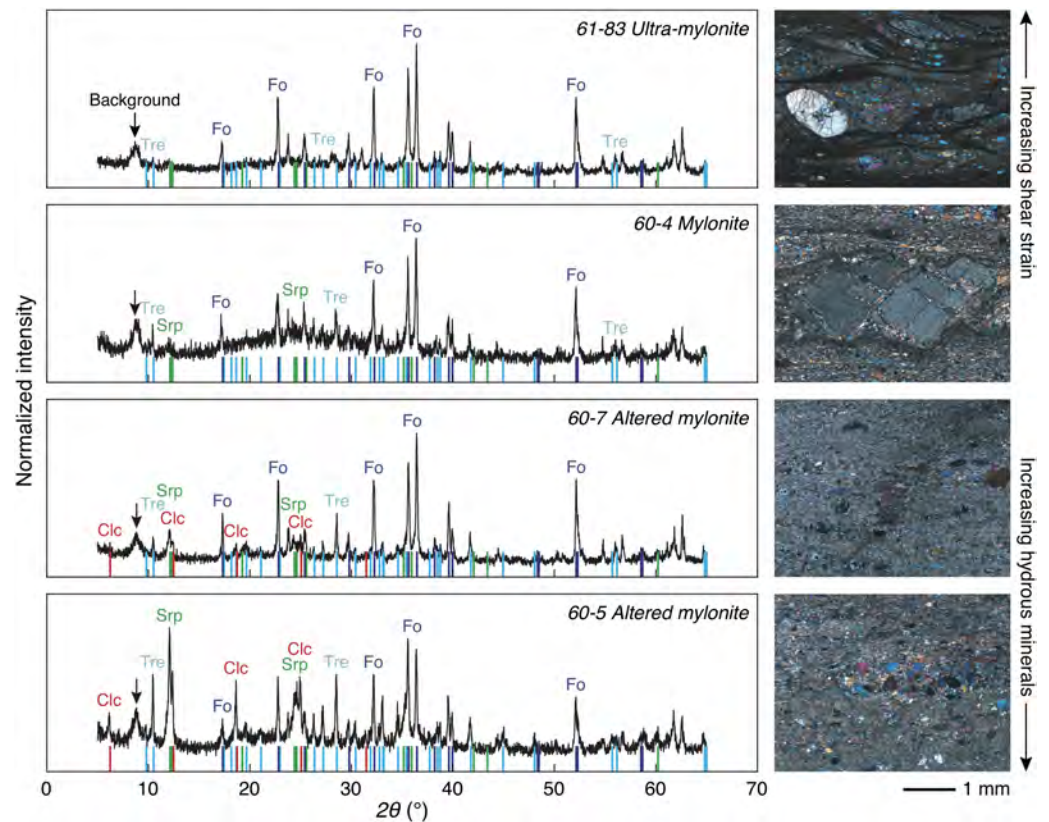 61-83 Ultra-mylonite
Fo
Fo
Fo
Fo
Background
Fo
Tre
Tre
Tre
60-4 Mylonite
Fo
Fo
Srp
Fo
Tre
Fo
Tre
Srp
Tre
60-7 Altered mylonite
Fo
Fo
Fo
Fo
Srp
Tre
Srp
Tre
Fo
Clc
Clc
Clc
Clc
60-5 Altered mylonite
Fo
Srp
Clc
Tre
Clc
Srp
Tre
Fo
Clc
Fo
Fo
0 10 20 30 40 50 60 70
2θ (°)
Normalized intensity
Increasing shear strain
Increasing hydrous minerals
1 mm